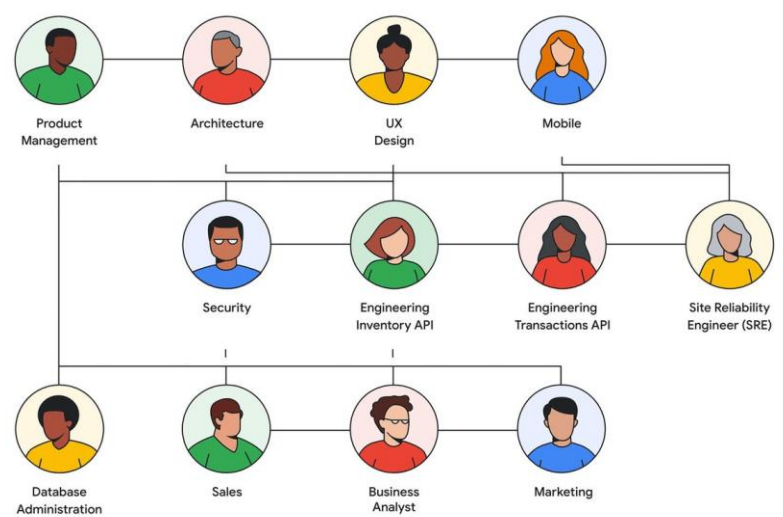 Product
Management
Architecture
UX
Design
Mobile
Security
Engineering
Inventory API
Engineering
Transactions API
Site Reliability
Engineer (SRE)
Database
Administration
Sales
Business
Analyst
Marketing